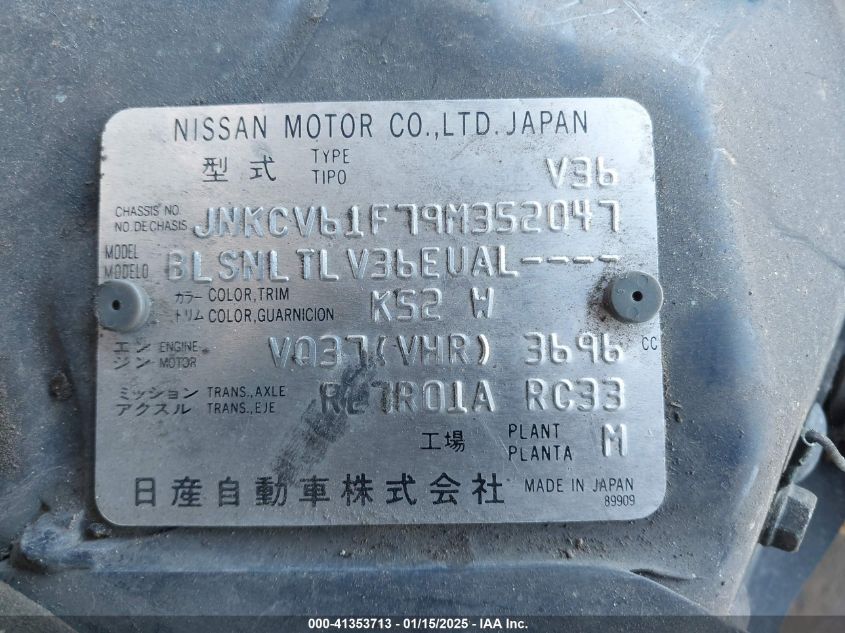 NISSAN MOTOR CO.,LTD. JAPAN
型式 TYPE TIPO V36
CHASSIS NO. NO DE CHASIS JNKCV61F79M352047
MODEL MODELO BLSNLTLV36EUAL----
カラー COLOR,TRIM K52 W
トリム COLOR,GUARNICION
エンジン ENGINE MOTOR VQ37(VHR) 3696 CC
ミッション TRANS.,AXLE RE7R01A RC33
アクスル TRANS.,EJE
工場 PLANT PLANTA M
日産自動車株式会社 MADE IN JAPAN
89909
000-41353713 - 01/15/2025 - IAA Inc.